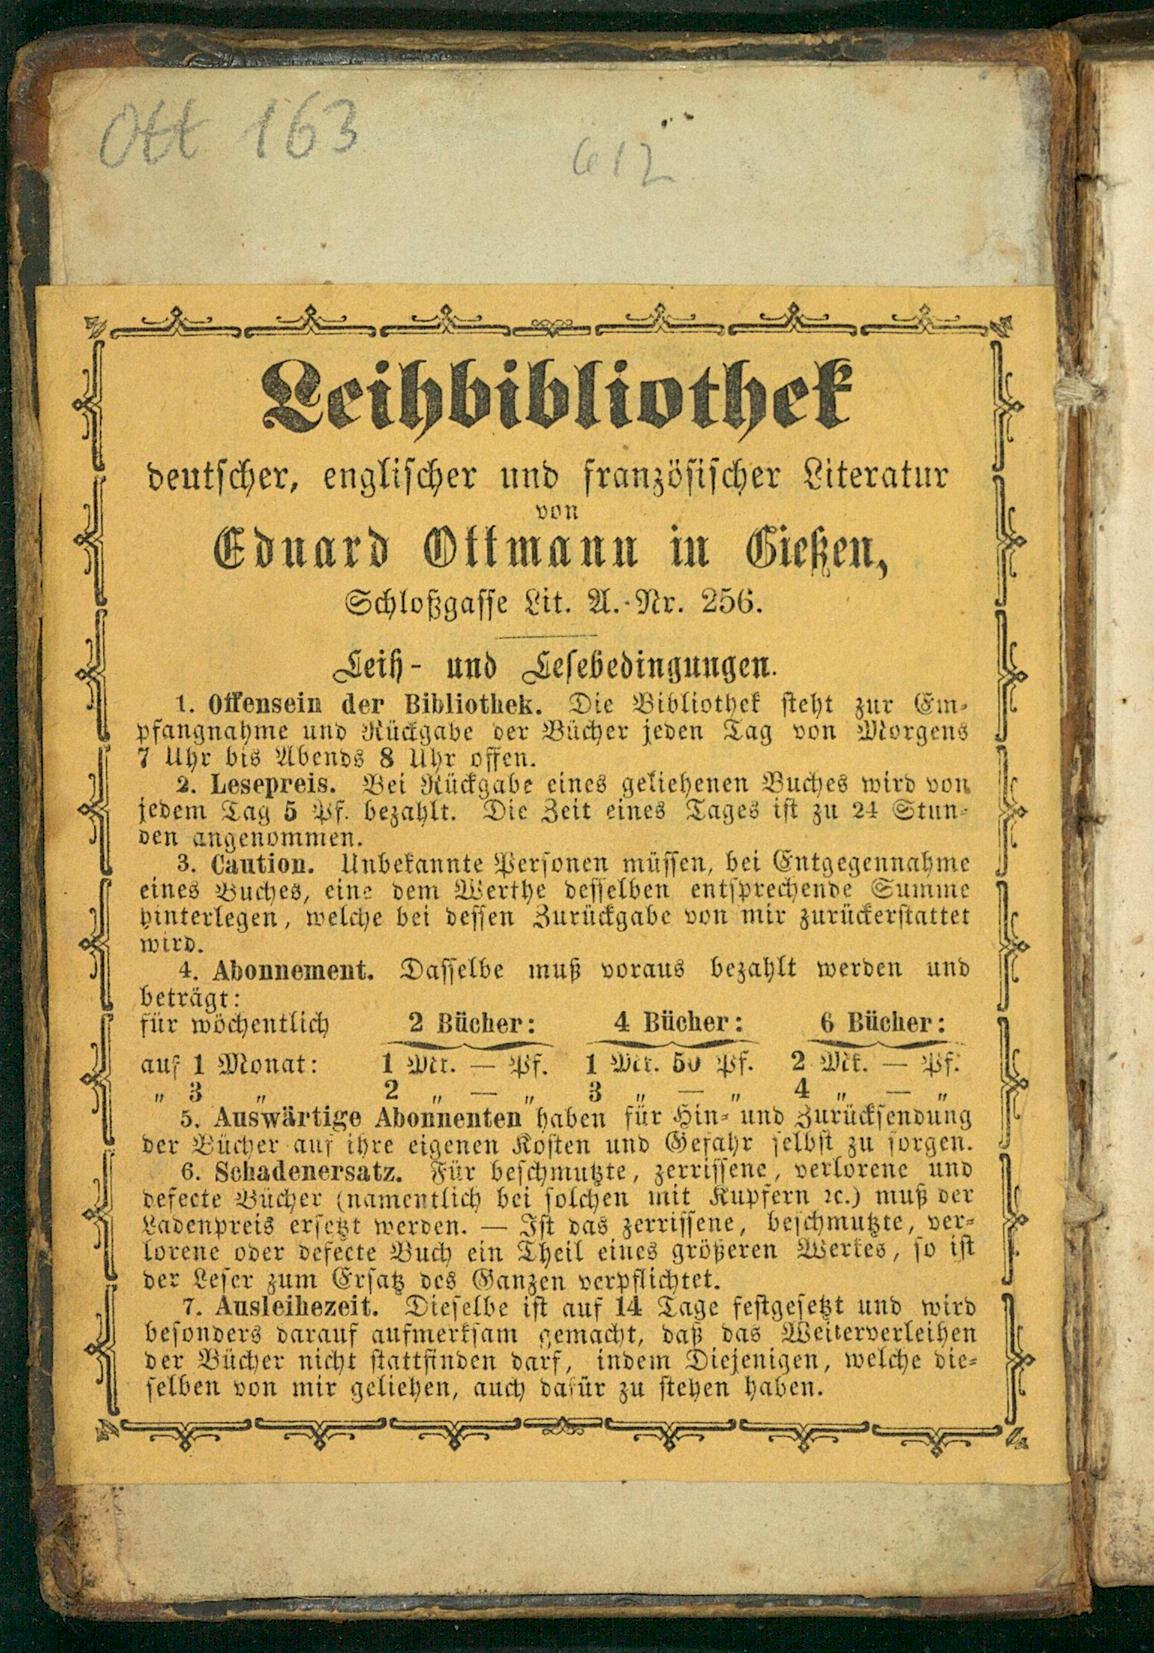 Ott 163
612
Leihbibliothek
deutscher, englischer und französischer Literatur
von
Eduard Ottmann in Gießen,
Schloßgasse Lit. A.-Nr. 256.
Leih- und Lesebedingungen.
1. Offensein der Bibliothek. Die Bibliothek steht zur Em-
pfangnahme und Rückgabe der Bücher jeden Tag von Morgens
7 Uhr bis Abends 8 Uhr offen.
2. Lesepreis. Bei Rückgabe eines geliehenen Buches wird von
jedem Tag 5 Pf. bezahlt. Die Zeit eines Tages ist zu 24 Stun-
den angenommen.
3. Caution. Unbekannte Personen müssen, bei Entgegennahme
eines Buches, eine dem Werthe desselben entsprechende Summe
hinterlegen, welche bei dessen Zurückgabe von mir zurückerstattet
wird.
4. Abonnement. Dasselbe muß voraus bezahlt werden und
beträgt:
für wöchentlich 2 Bücher: 4 Bücher: 6 Bücher:
auf 1 Monat: 1 Mk. — Pf. 1 Mk. 50 Pf. 2 Mk. — Pf.
„ 3 „ 2 „ — „ 3 „ — „ 4 „ — „
5. Auswärtige Abonnenten haben für Hin- und Zurücksendung
der Bücher auf ihre eigenen Kosten und Gefahr selbst zu sorgen.
6. Schadenersatz. Für beschmutzte, zerrissene, verlorene und
defecte Bücher (namentlich bei solchen mit Kupfern ꝛc.) muß der
Ladenpreis ersetzt werden. — Ist das zerrissene, beschmutzte, ver-
lorene oder defecte Buch ein Theil eines größeren Werkes, so ist
der Leser zum Ersatz des Ganzen verpflichtet.
7. Ausleihezeit. Dieselbe ist auf 14 Tage festgesetzt und wird
besonders darauf aufmerksam gemacht, daß das Weiterverleihen
der Bücher nicht stattfinden darf, indem Diejenigen, welche die-
selben von mir geliehen, auch dafür zu stehen haben.